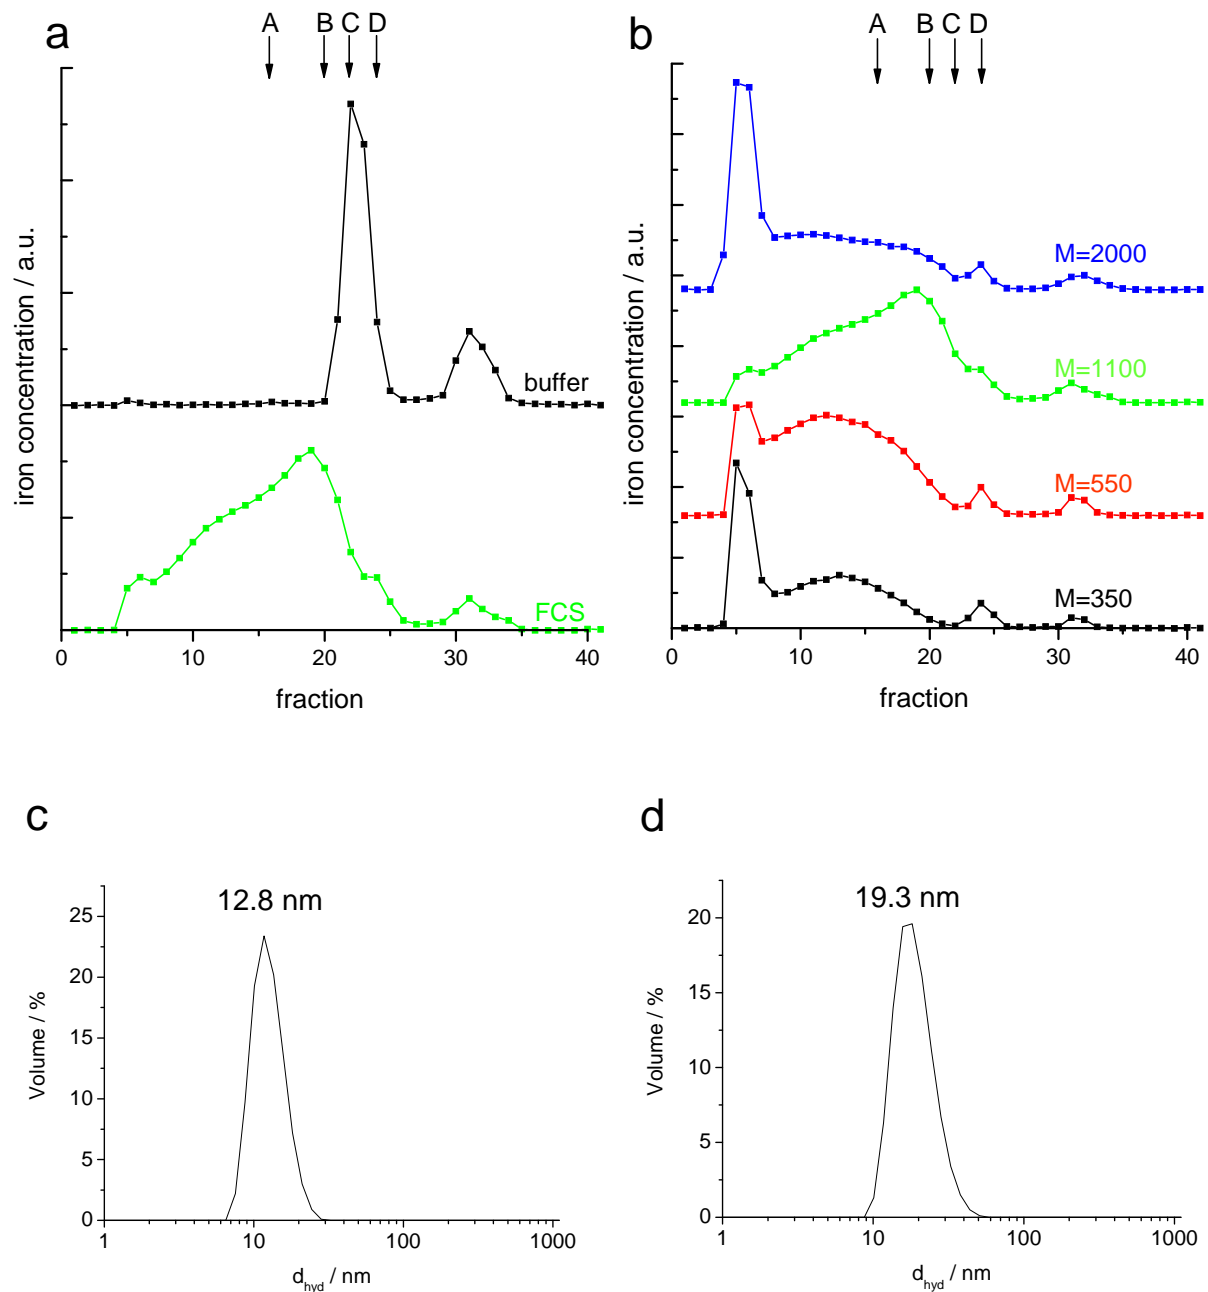 a
A B C D
iron concentration / a.u.
buffer
FCS
0 10 20 30 40
fraction
b
A B C D
iron concentration / a.u.
M=2000
M=1100
M=550
M=350
0 10 20 30 40
fraction
c
12.8 nm
Volume / %
25
20
15
10
5
0
1 10 100 1000
d_hyd / nm
d
19.3 nm
Volume / %
20
15
10
5
0
1 10 100 1000
d_hyd / nm